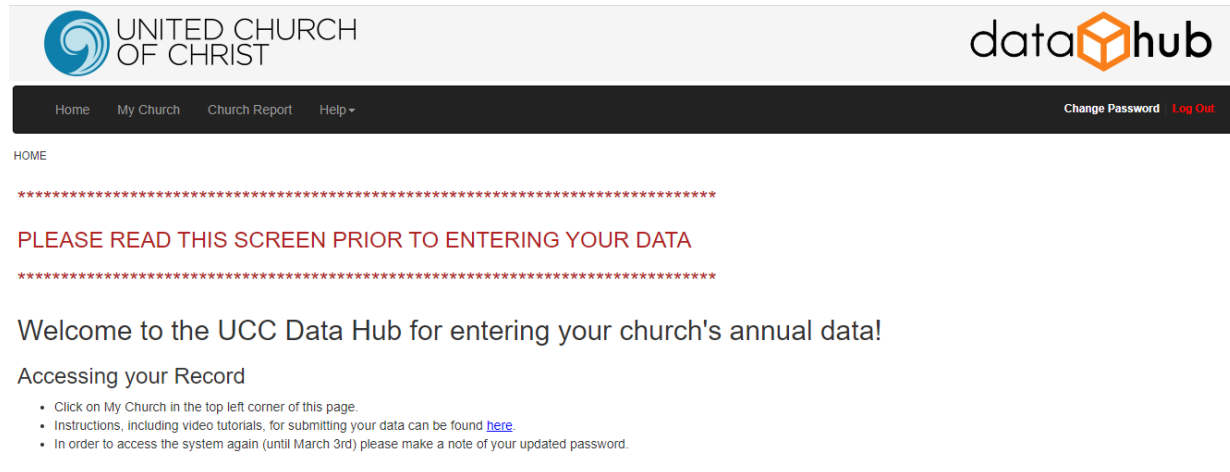 UNITED CHURCH
OF CHRIST
datahub
Home My Church Church Report Help
Change Password | Log Out
HOME
********************************************************************************
PLEASE READ THIS SCREEN PRIOR TO ENTERING YOUR DATA
********************************************************************************
Welcome to the UCC Data Hub for entering your church's annual data!
Accessing your Record
• Click on My Church in the top left corner of this page.
• Instructions, including video tutorials, for submitting your data can be found here.
• In order to access the system again (until March 3rd) please make a note of your updated password.